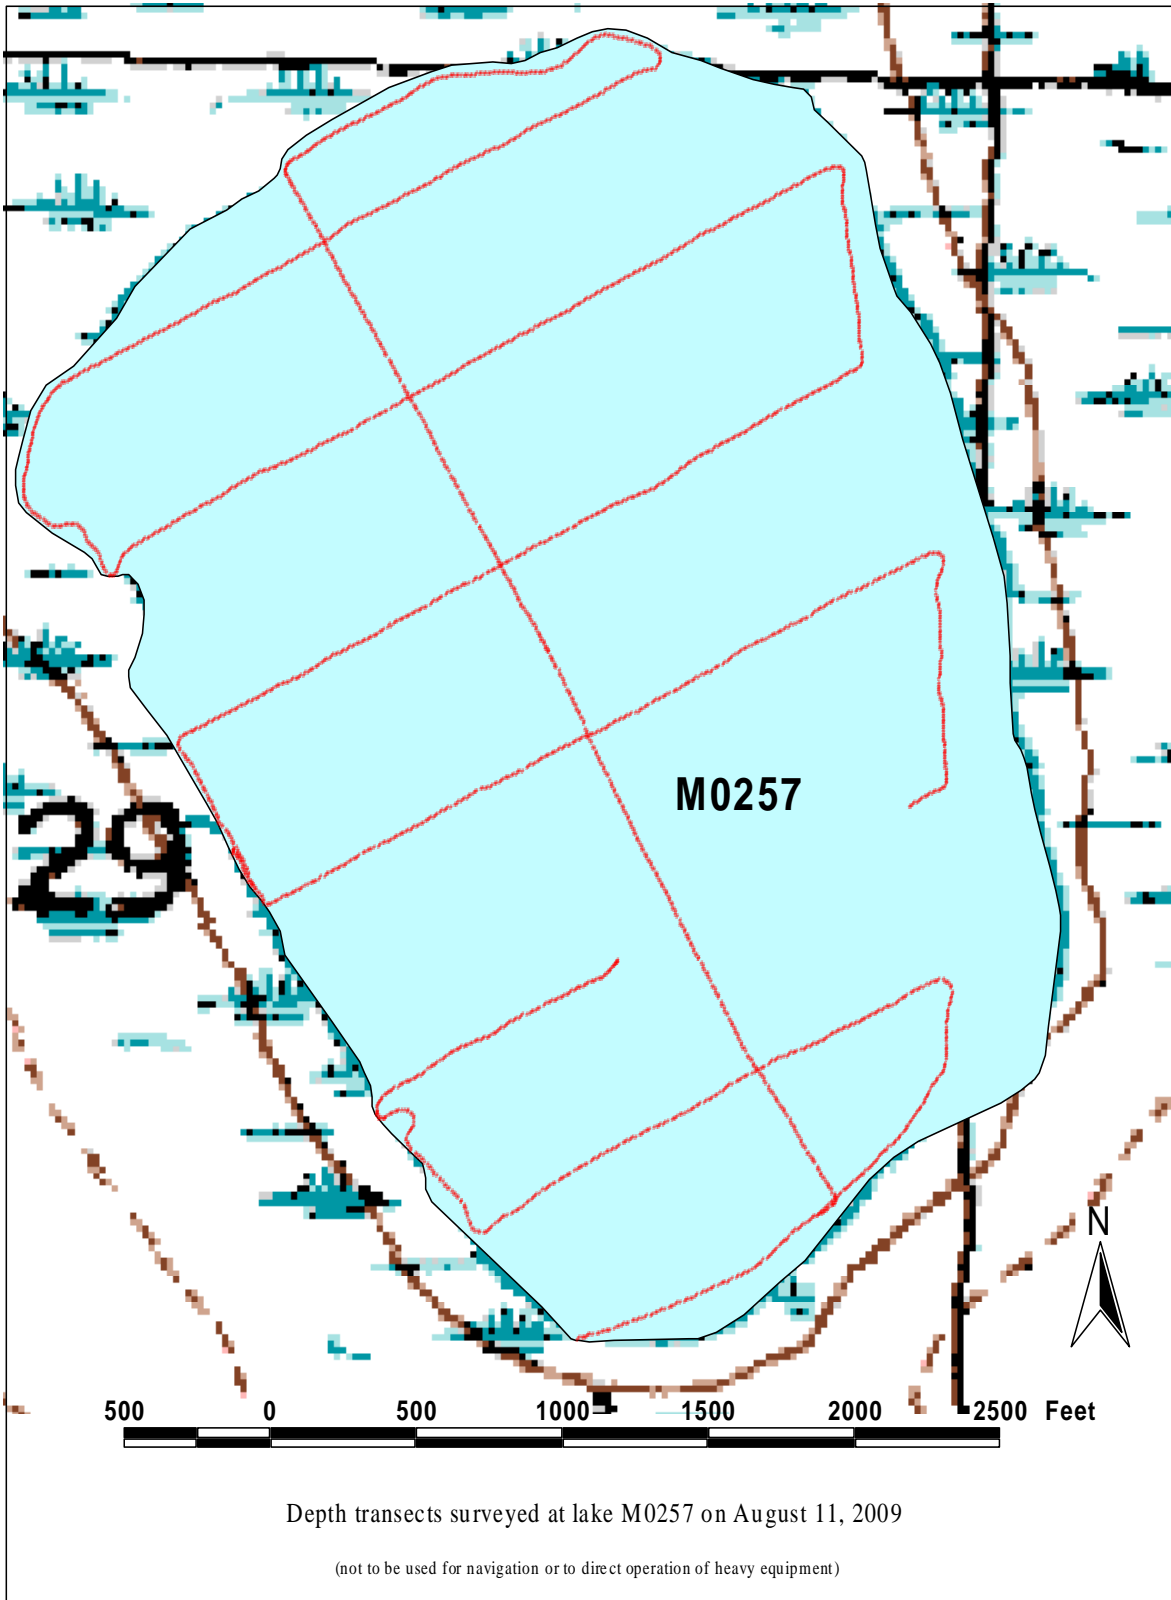 M0257
29
N
500 0 500 1000 1500 2000 2500 Feet
Depth transects surveyed at lake M0257 on August 11, 2009
(not to be used for navigation or to direct operation of heavy equipment)